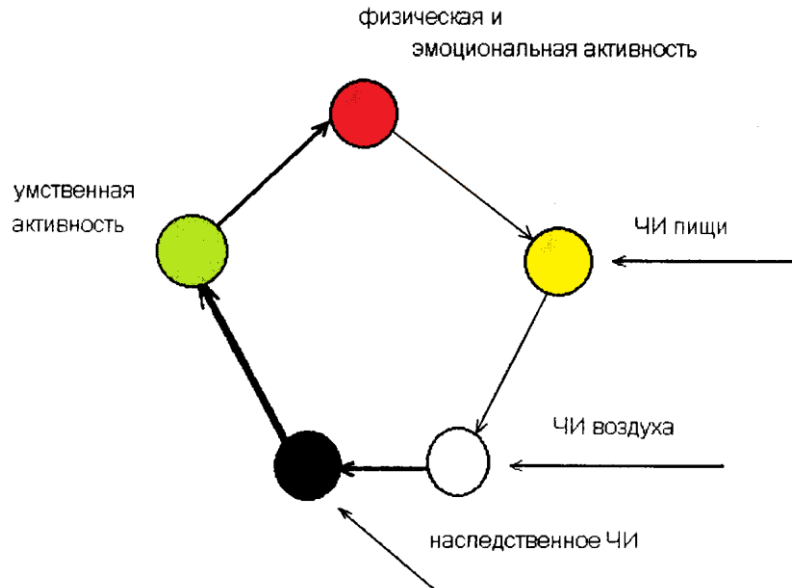 физическая и
эмоциональная активность
умственная
активность
ЧИ пищи
ЧИ воздуха
наследственное ЧИ